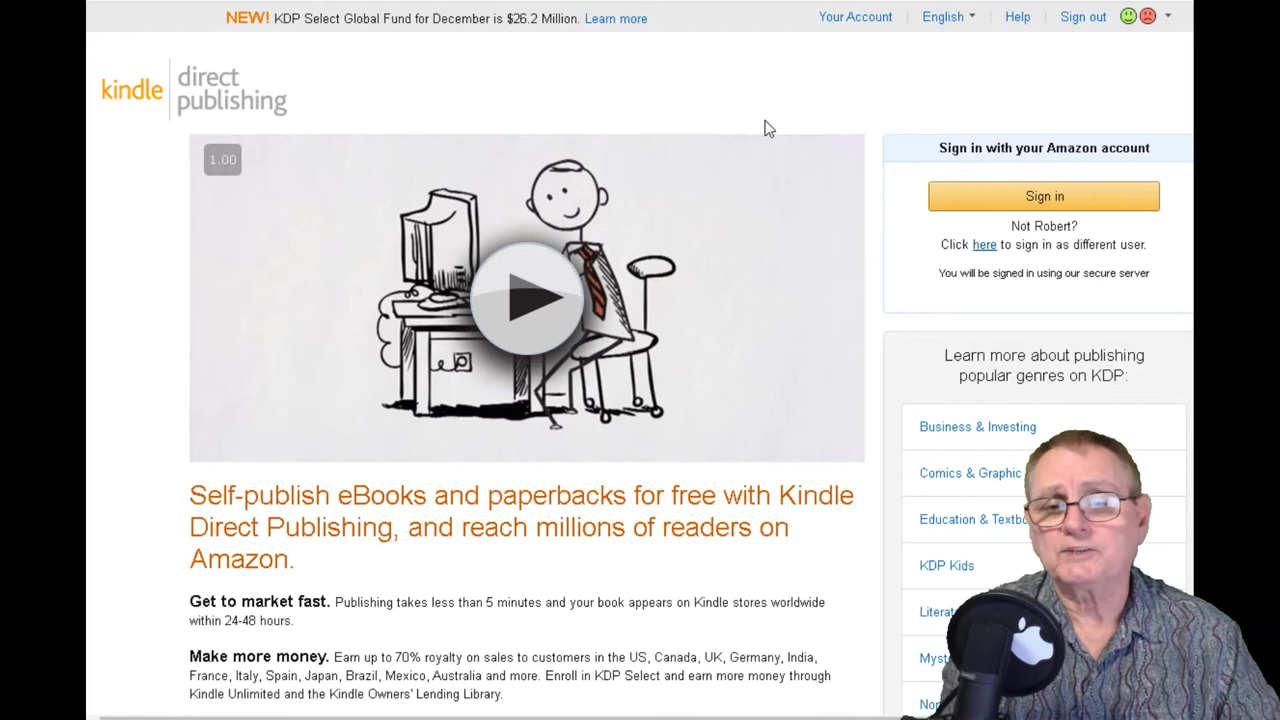 NEW! KDP Select Global Fund for December is $26.2 Million. Learn more
Your Account English Help Sign out
kindle direct publishing
1.00
Sign in with your Amazon account
Sign in
Not Robert?
Click here to sign in as different user.
You will be signed in using our secure server
Learn more about publishing
popular genres on KDP:
Business & Investing
Comics & Graphic
Education &
KDP Kids
Self-publish eBooks and paperbacks for free with Kindle
Direct Publishing, and reach millions of readers on
Amazon.
Get to market fast. Publishing takes less than 5 minutes and your book appears on Kindle stores worldwide
within 24-48 hours.
Make more money. Earn up to 70% royalty on sales to customers in the US, Canada, UK, Germany, India,
France, Italy, Spain, Japan, Brazil, Mexico, Australia and more. Enroll in KDP Select and earn more money through
Kindle Unlimited and the Kindle Owners' Lending Library.